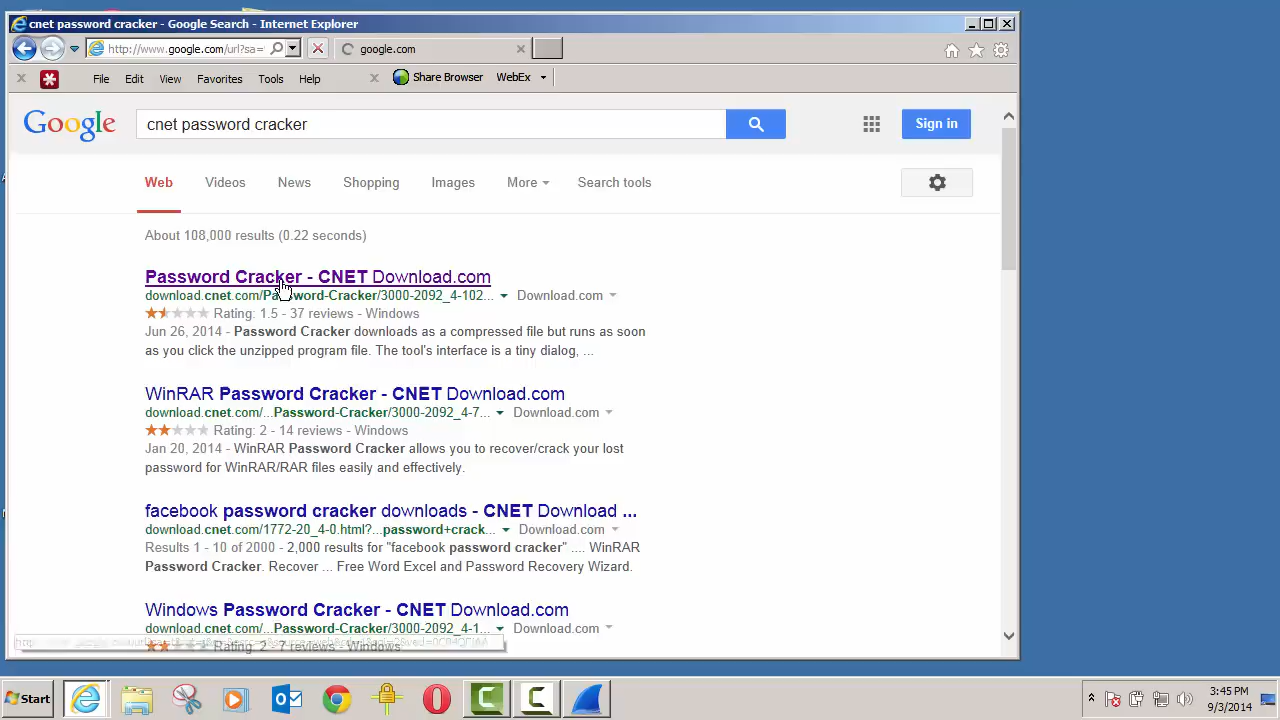 cnet password cracker - Google Search - Internet Explorer
http://www.google.com/url?sa=
google.com
File Edit View Favorites Tools Help Share Browser WebEx
Google cnet password cracker Sign in
Web Videos News Shopping Images More Search tools
About 108,000 results (0.22 seconds)
Password Cracker - CNET Download.com
download.cnet.com/Password-Cracker/3000-2092_4-102... Download.com
Rating: 1.5 - 37 reviews - Windows
Jun 26, 2014 - Password Cracker downloads as a compressed file but runs as soon
as you click the unzipped program file. The tool's interface is a tiny dialog, ...
WinRAR Password Cracker - CNET Download.com
download.cnet.com/...Password-Cracker/3000-2092_4-7... Download.com
Rating: 2 - 14 reviews - Windows
Jan 20, 2014 - WinRAR Password Cracker allows you to recover/crack your lost
password for WinRAR/RAR files easily and effectively.
facebook password cracker downloads - CNET Download ...
download.cnet.com/1772-20_4-0.html?...password+crack... Download.com
Results 1 - 10 of 2000 - 2,000 results for "facebook password cracker" .... WinRAR
Password Cracker. Recover ... Free Word Excel and Password Recovery Wizard.
Windows Password Cracker - CNET Download.com
download.cnet.com/...Password-Cracker/3000-2092_4-1... Download.com
Rating: 2 - 7 reviews - Windows
Start
3:45 PM
9/3/2014